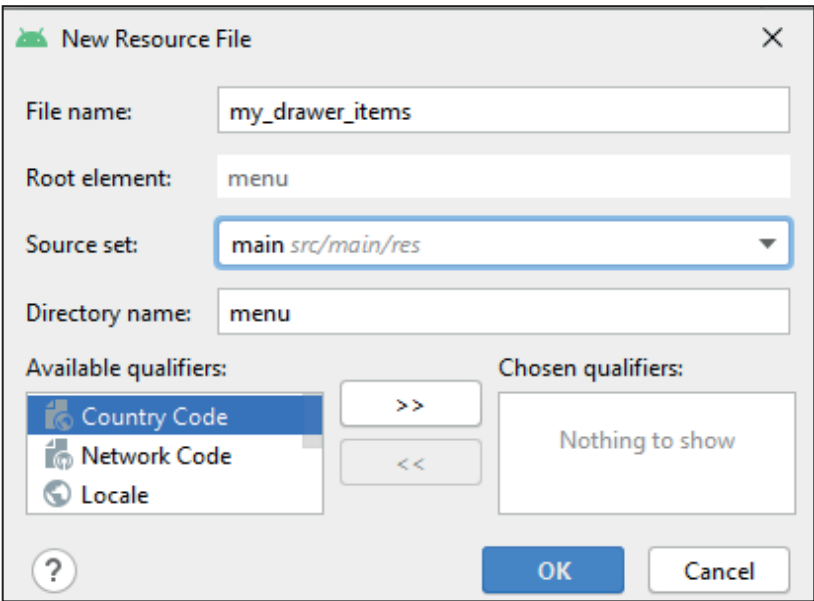 New Resource File
File name: my_drawer_items
Root element: menu
Source set: main src/main/res
Directory name: menu
Available qualifiers: Chosen qualifiers:
Country Code >> Nothing to show
Network Code <<
Locale
? OK Cancel